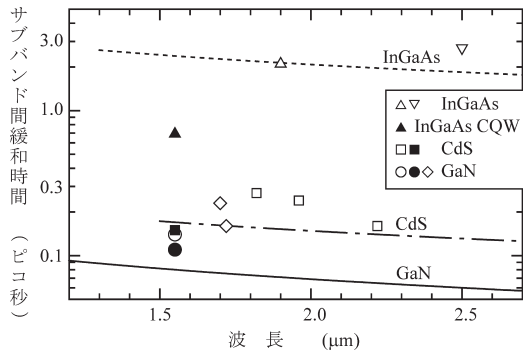 サブバンド間緩和時間 (ピコ秒)
3.0
1.0
0.3
0.1
InGaAs
InGaAs
InGaAs CQW
CdS
GaN
CdS
GaN
1.5 2.0 2.5
波 長 (μm)